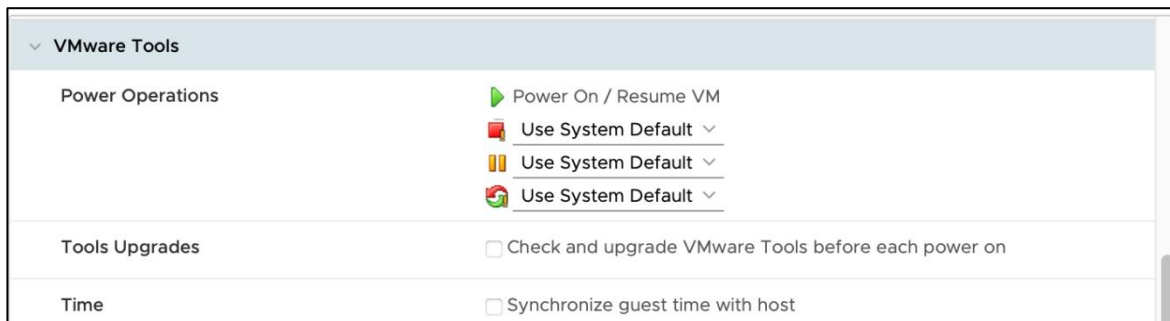 VMware Tools
Power Operations
Power On / Resume VM
Use System Default
Use System Default
Use System Default
Tools Upgrades
Check and upgrade VMware Tools before each power on
Time
Synchronize guest time with host